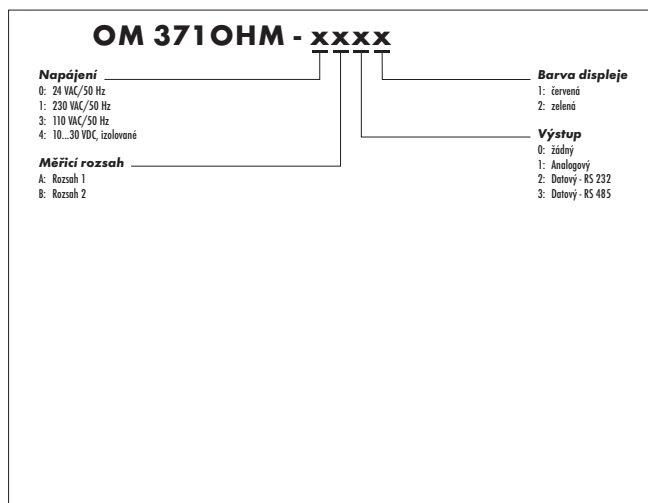 OM 371OHM - xxxx
Napájení
0: 24 VAC/50 Hz
1: 230 VAC/50 Hz
3: 110 VAC/50 Hz
4: 10...30 VDC, izolované
Měřicí rozsah
A: Rozsah 1
B: Rozsah 2
Barva displeje
1: červená
2: zelená
Výstup
0: žádný
1: Analogový
2: Datový - RS 232
3: Datový - RS 485